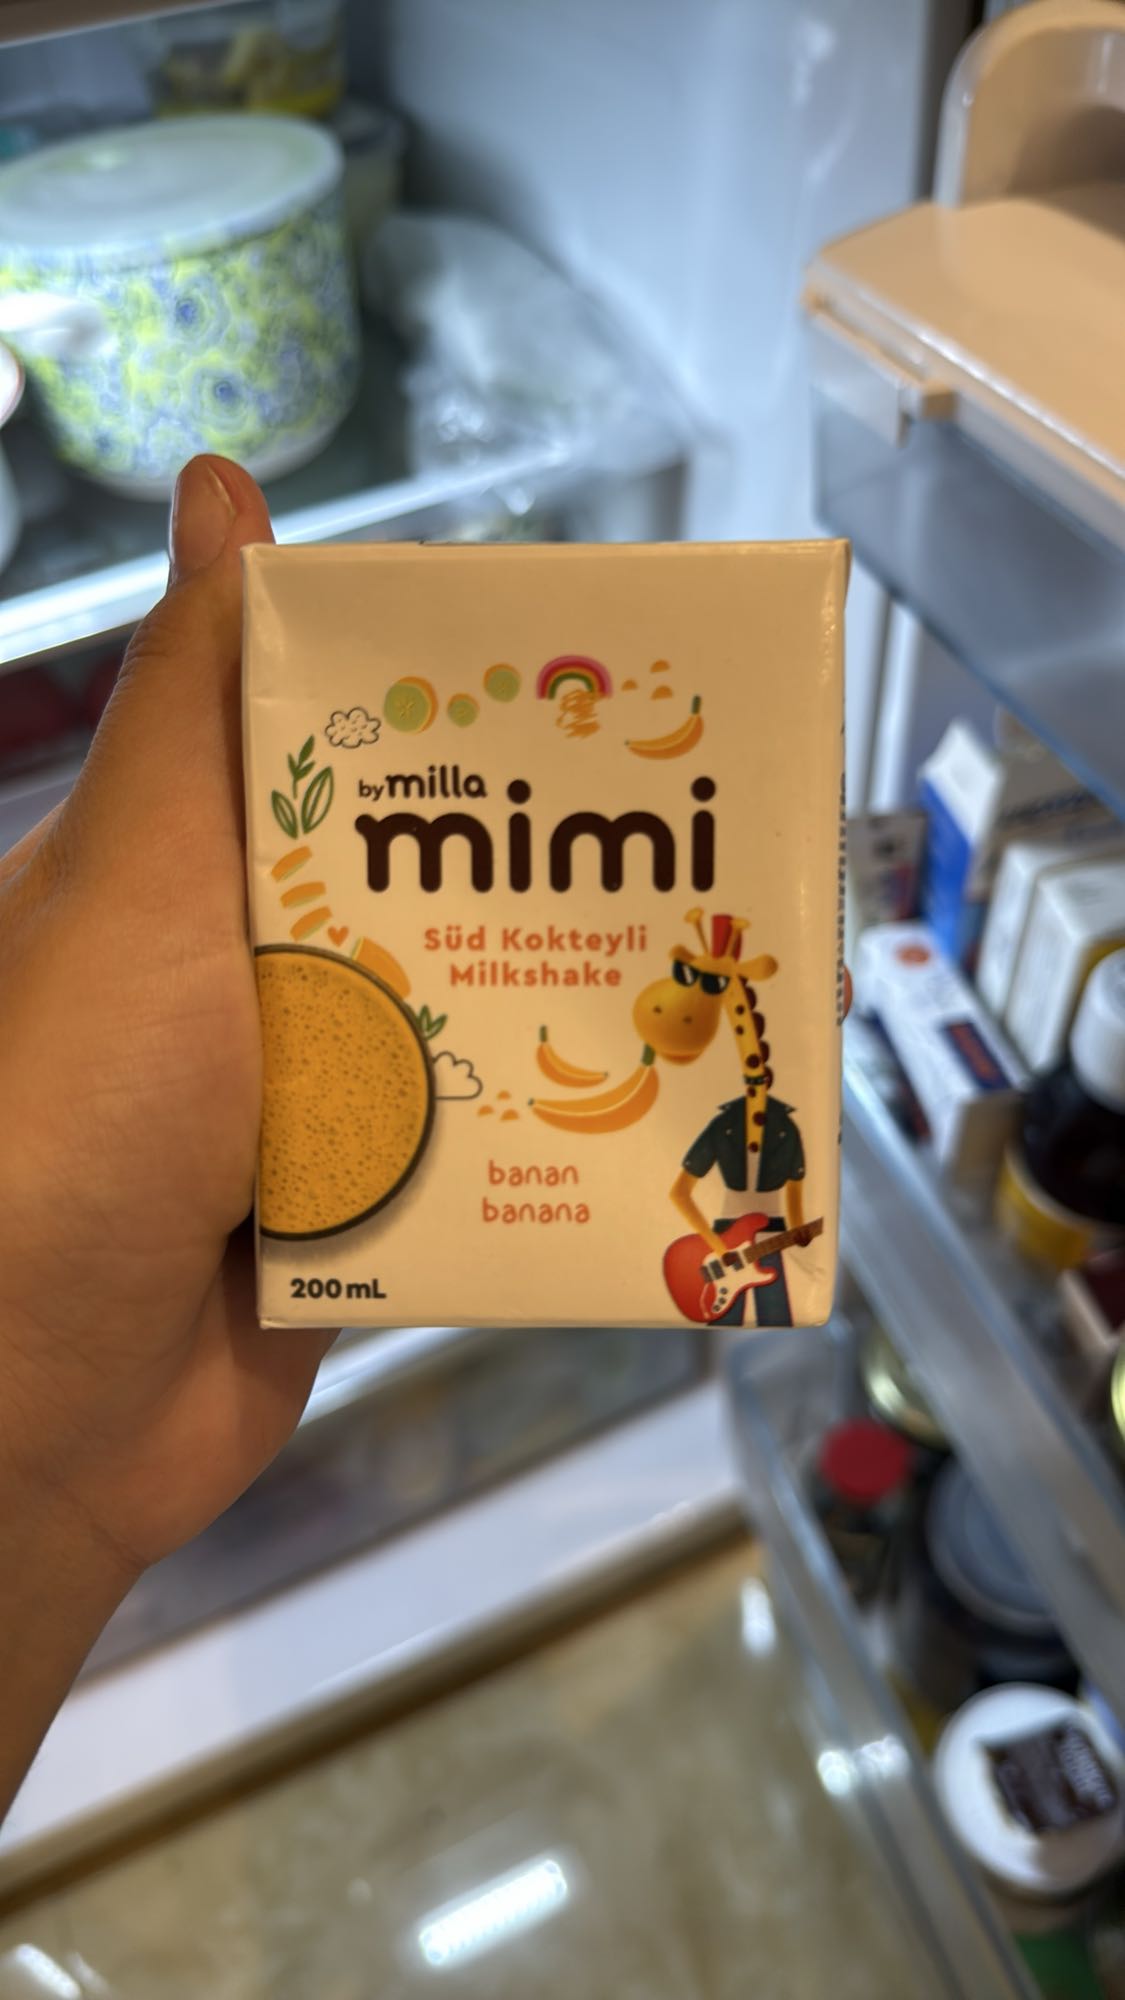 by milla
mimi
Süd Kokteyli
Milkshake
banan
banana
200 mL